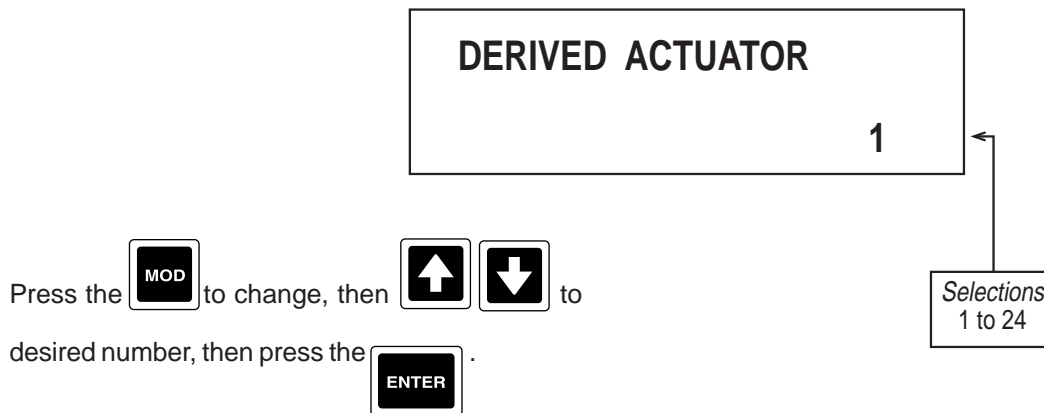 DERIVED ACTUATOR
1
Press the MOD to change, then to
desired number, then press the ENTER .
Selections
1 to 24